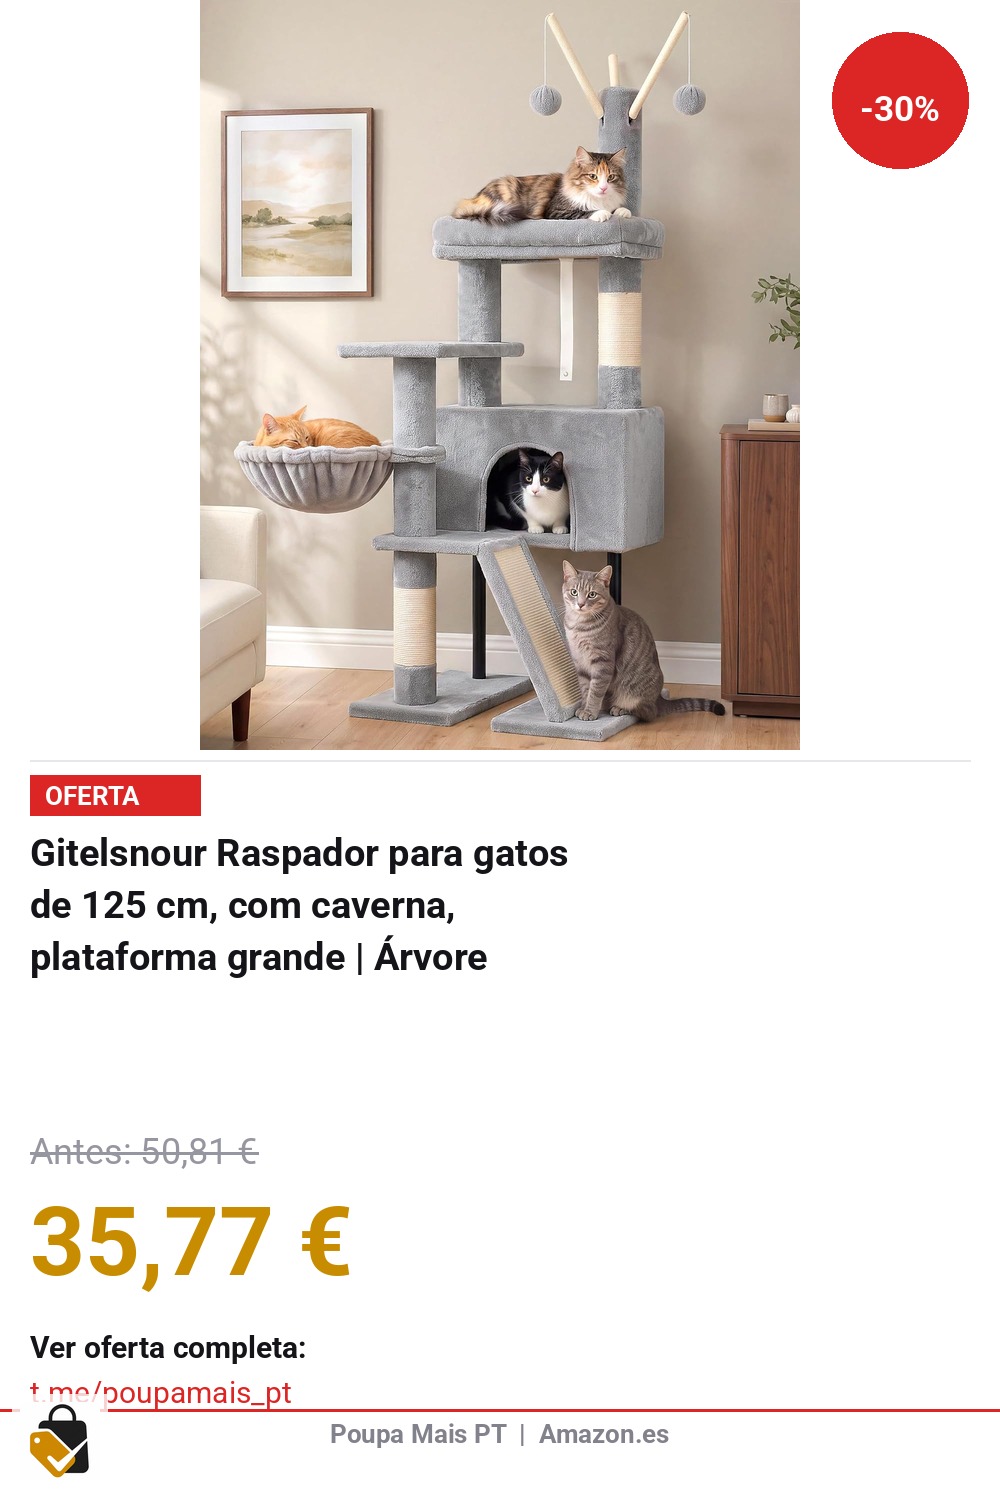 -30%
OFERTA
Gitelsnour Raspador para gatos
de 125 cm, com caverna,
plataforma grande | Árvore
Antes: 50,81 €
35,77 €
Ver oferta completa:
t.me/poupamais_pt
Poupa Mais PT | Amazon.es